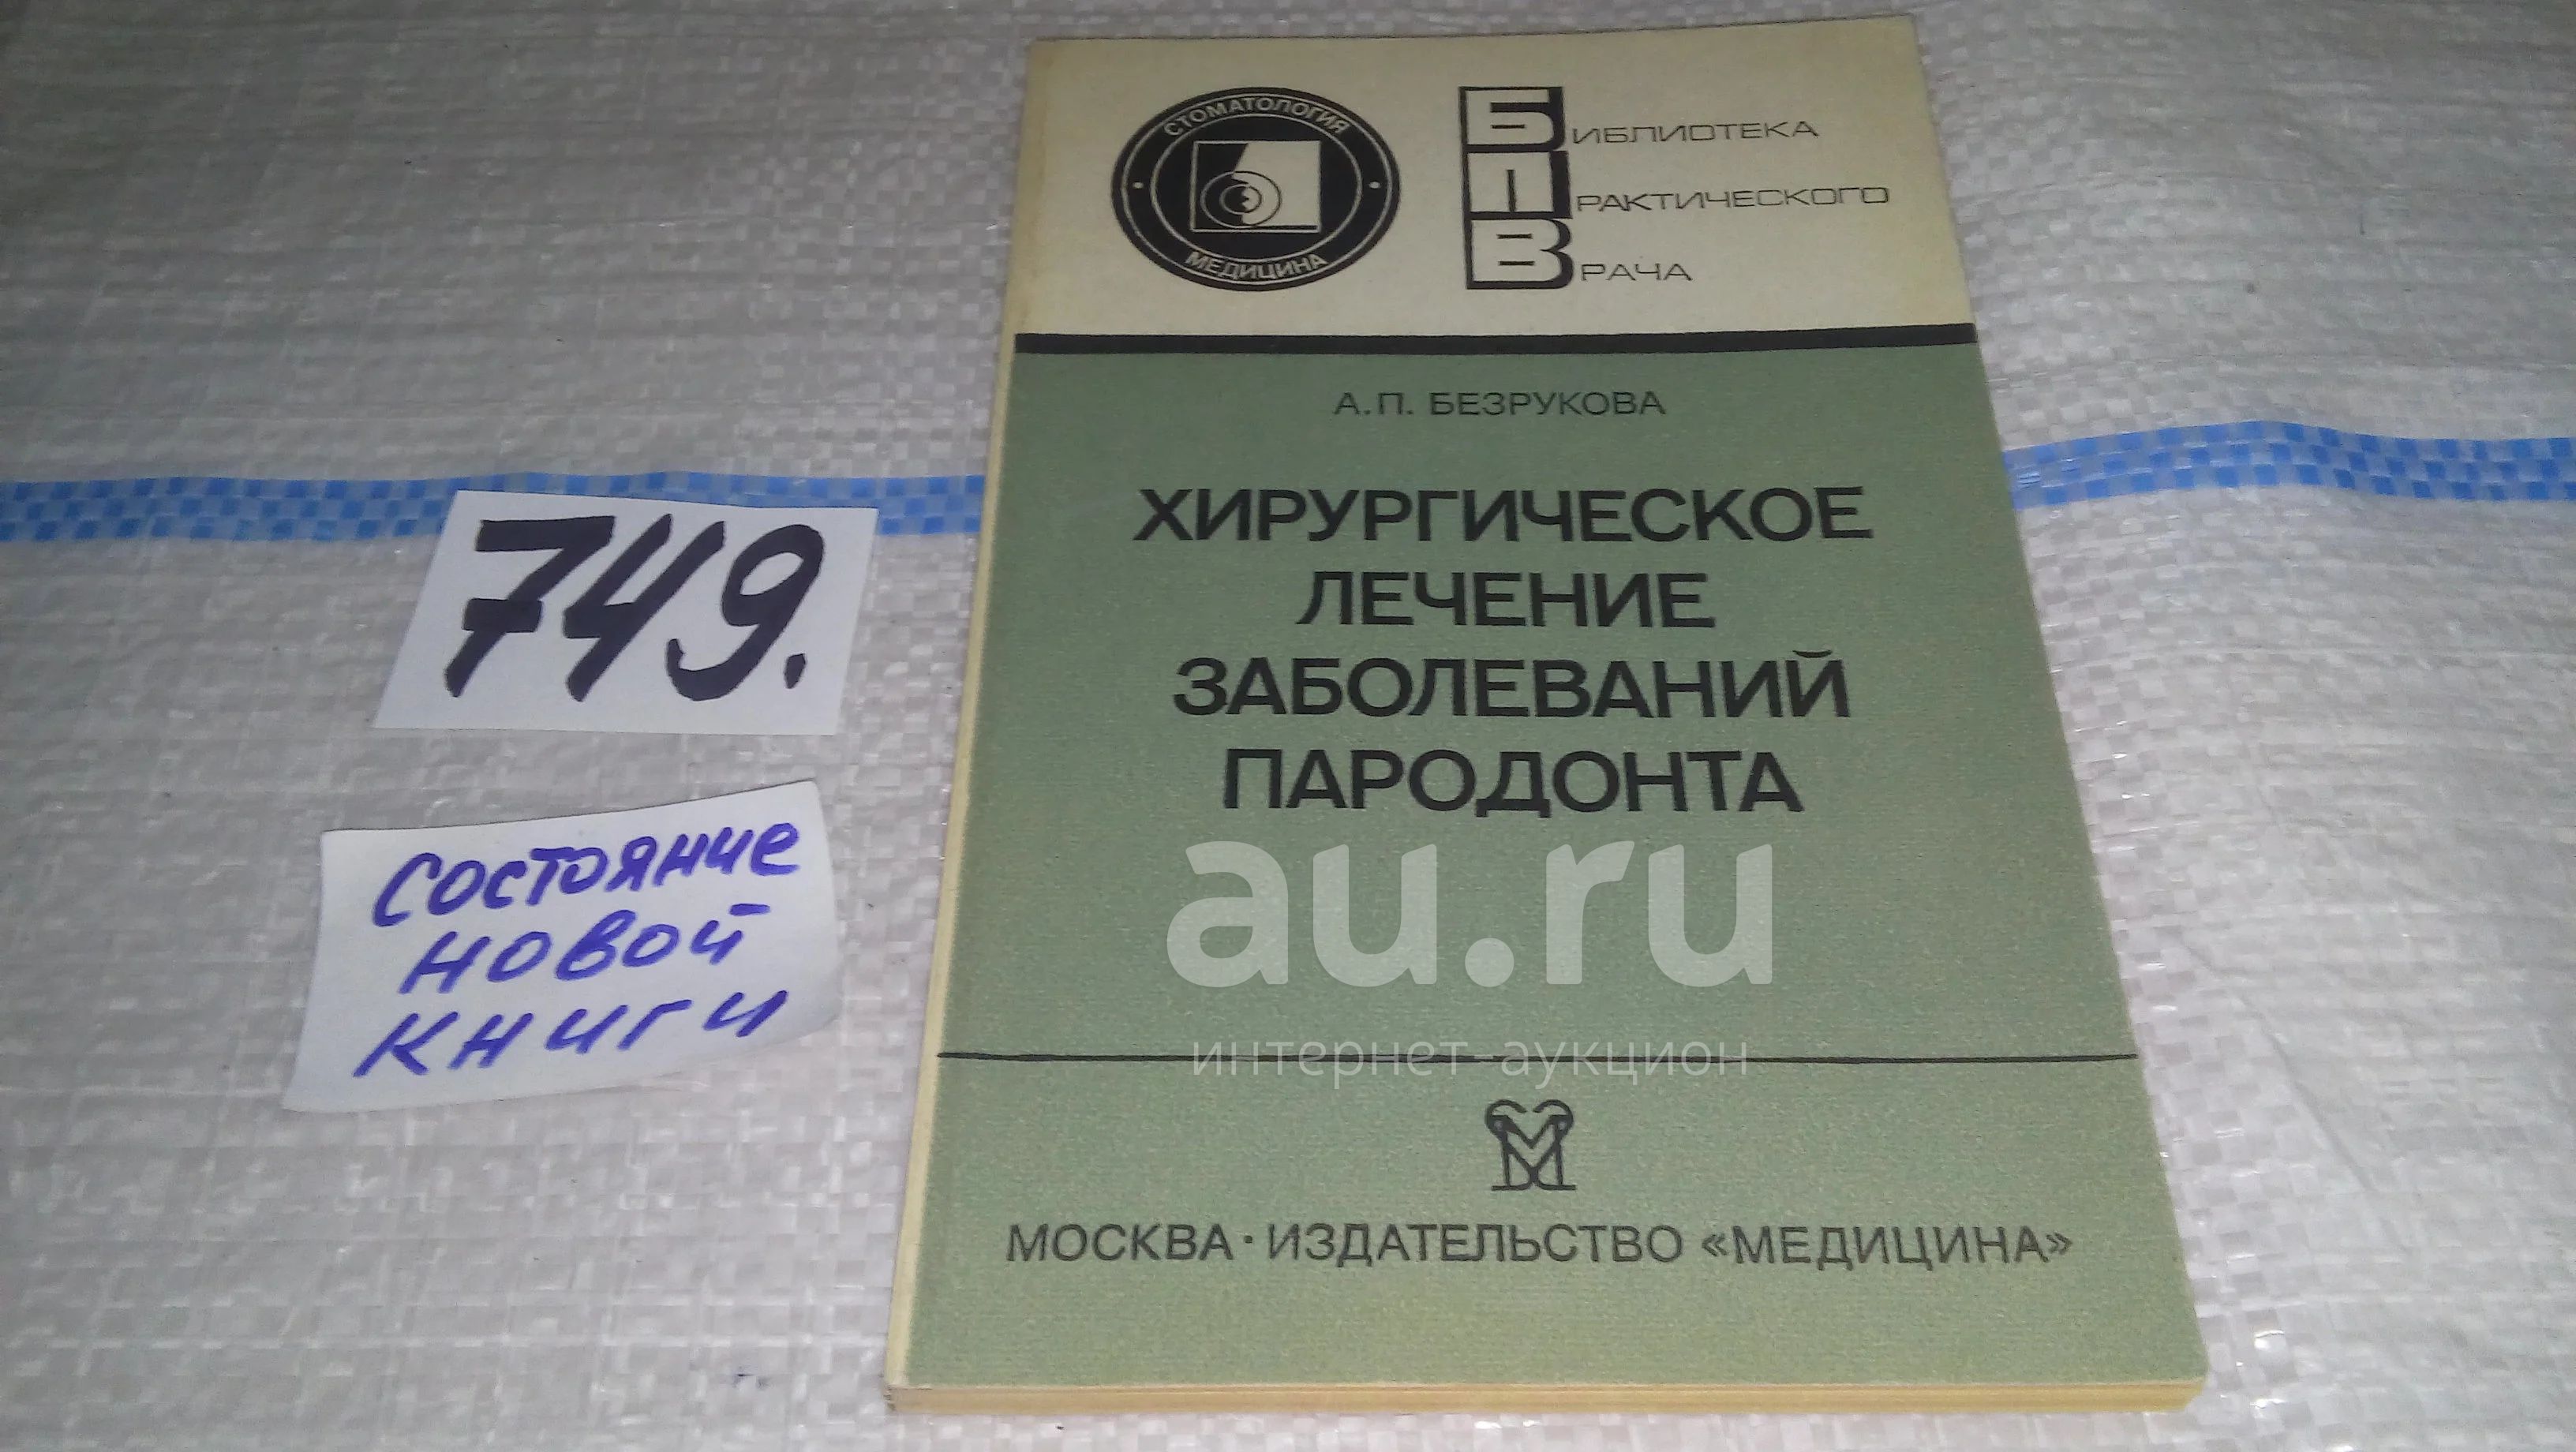 СТОМАТОЛОГИЯ
МЕДИЦИНА
БИБЛИОТЕКА
ПРАКТИЧЕСКОГО
ВРАЧА
А.П. БЕЗРУКОВА
ХИРУРГИЧЕСКОЕ
ЛЕЧЕНИЕ
ЗАБОЛЕВАНИЙ
ПАРОДОНТА
au.ru
интернет-аукцион
МОСКВА · ИЗДАТЕЛЬСТВО «МЕДИЦИНА»
749.
СОСТОЯНИЕ
НОВОЙ
КНИГИ